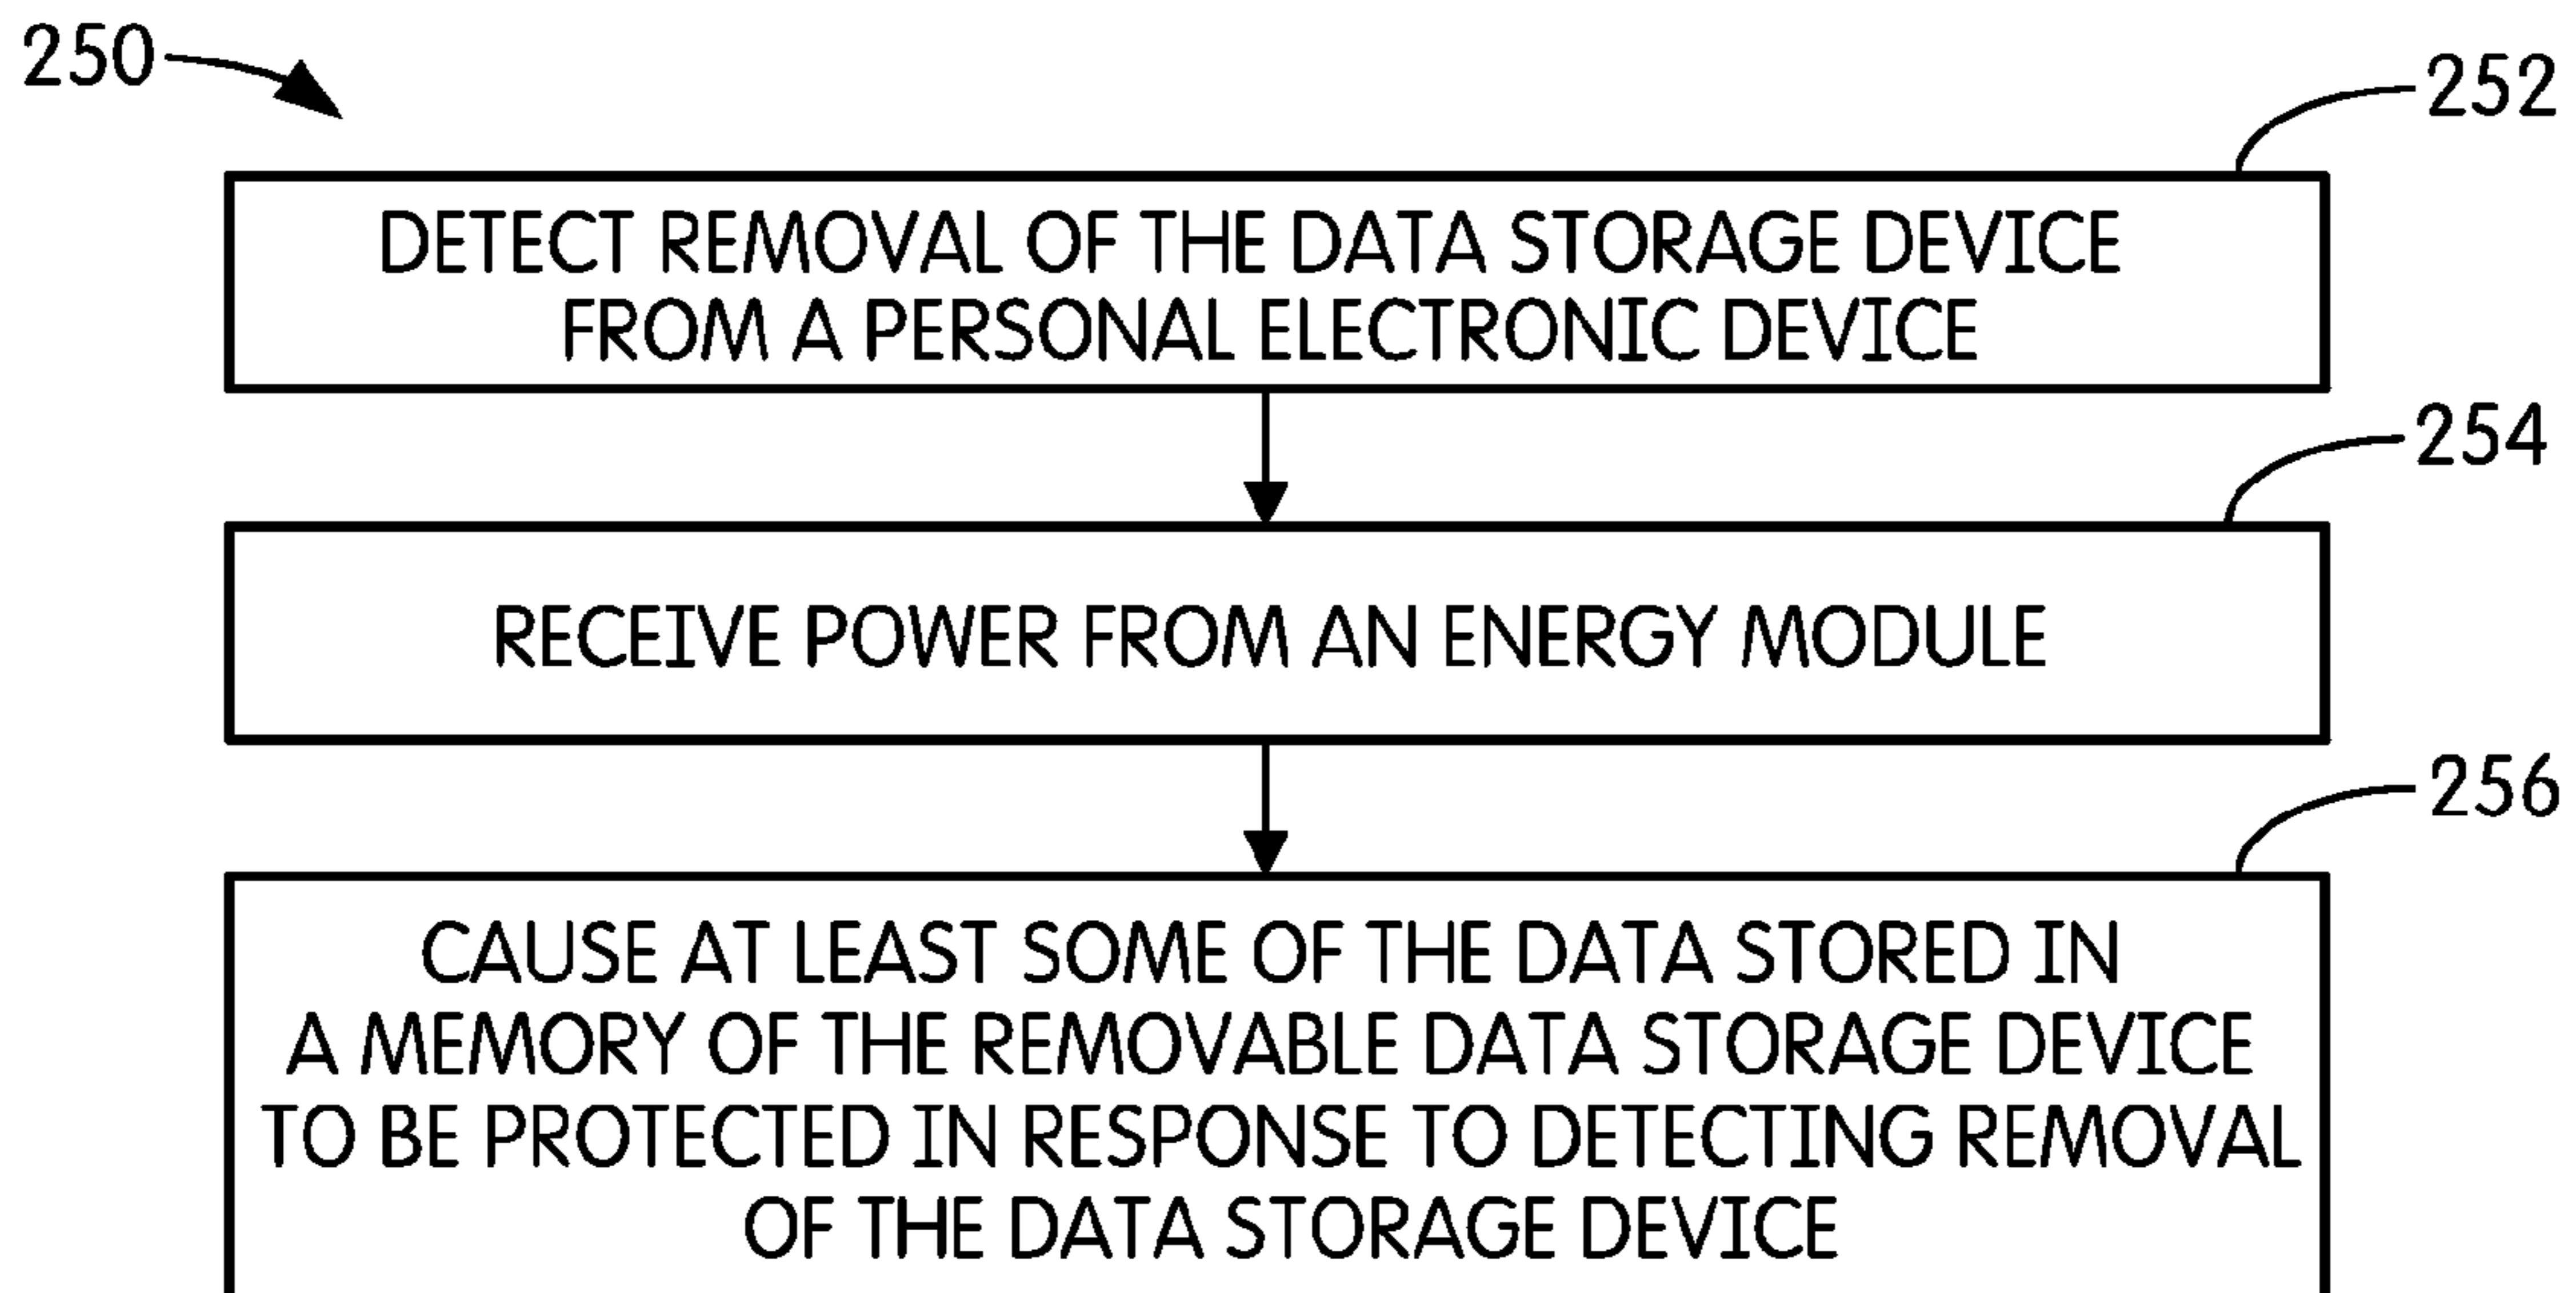 250
252
DETECT REMOVAL OF THE DATA STORAGE DEVICE
FROM A PERSONAL ELECTRONIC DEVICE
254
RECEIVE POWER FROM AN ENERGY MODULE
256
CAUSE AT LEAST SOME OF THE DATA STORED IN
A MEMORY OF THE REMOVABLE DATA STORAGE DEVICE
TO BE PROTECTED IN RESPONSE TO DETECTING REMOVAL
OF THE DATA STORAGE DEVICE